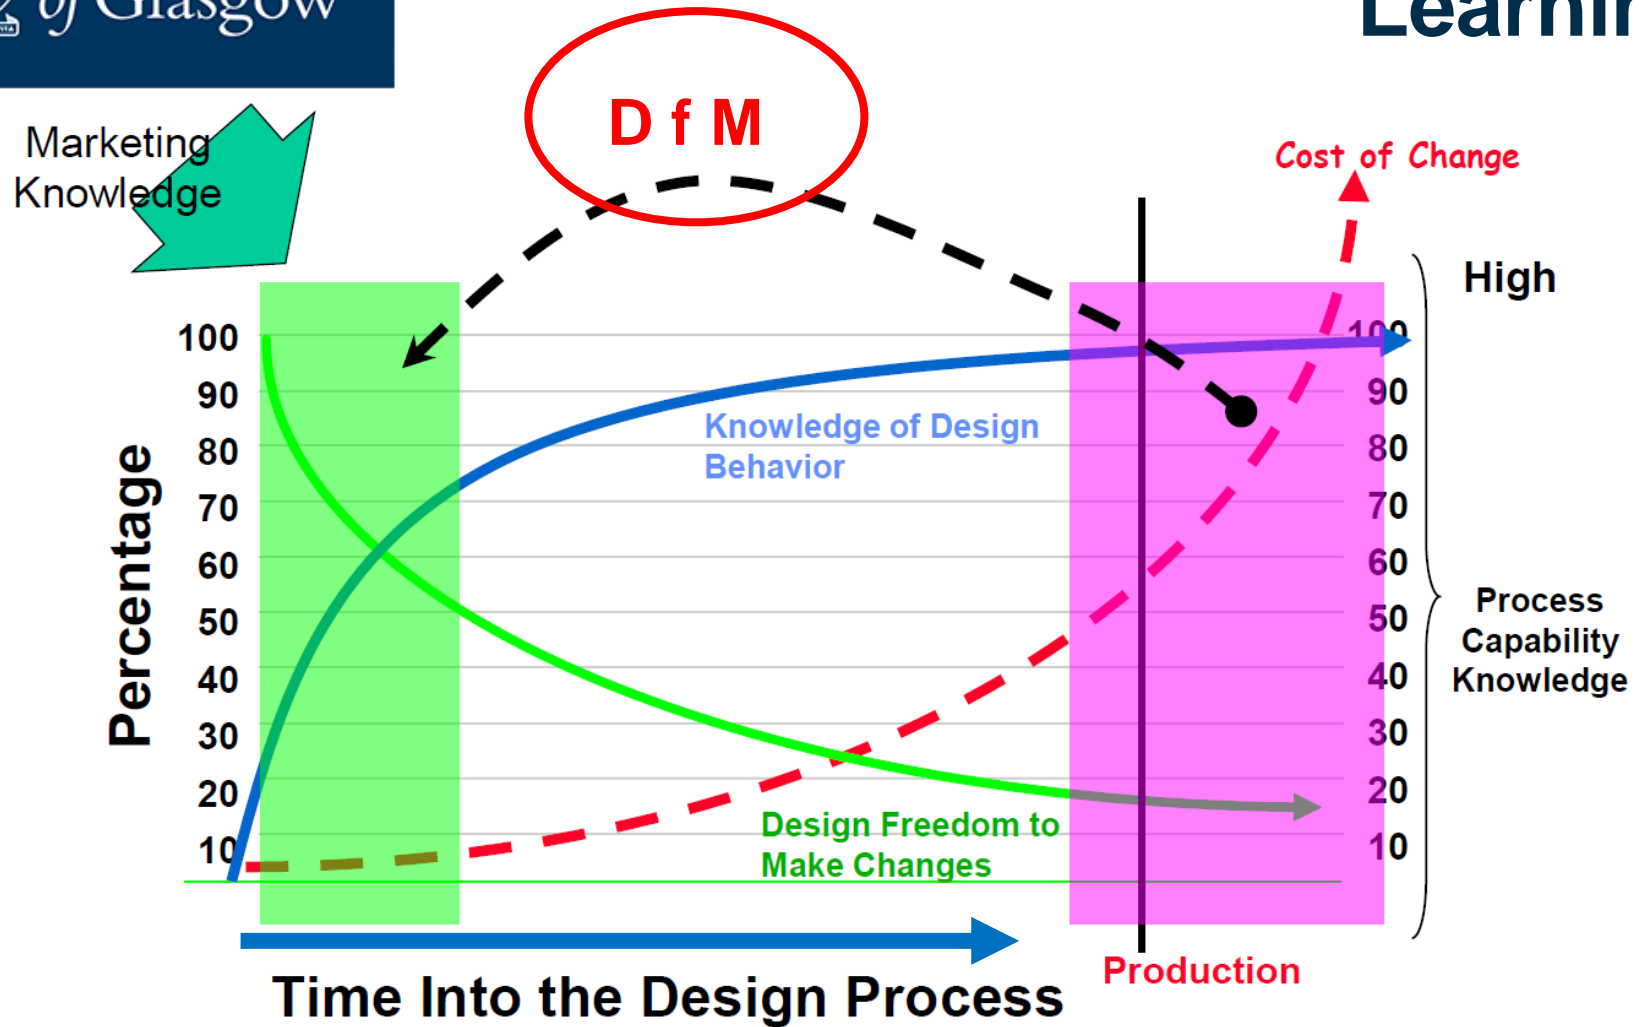 of Glasgow
Learnin
D f M
Marketing
Knowledge
Cost of Change
High
100
90
80
70
60
50
40
30
20
10
Percentage
Knowledge of Design
Behavior
Design Freedom to
Make Changes
100
90
80
70
60
50
40
30
20
10
Process
Capability
Knowledge
Production
Time Into the Design Process